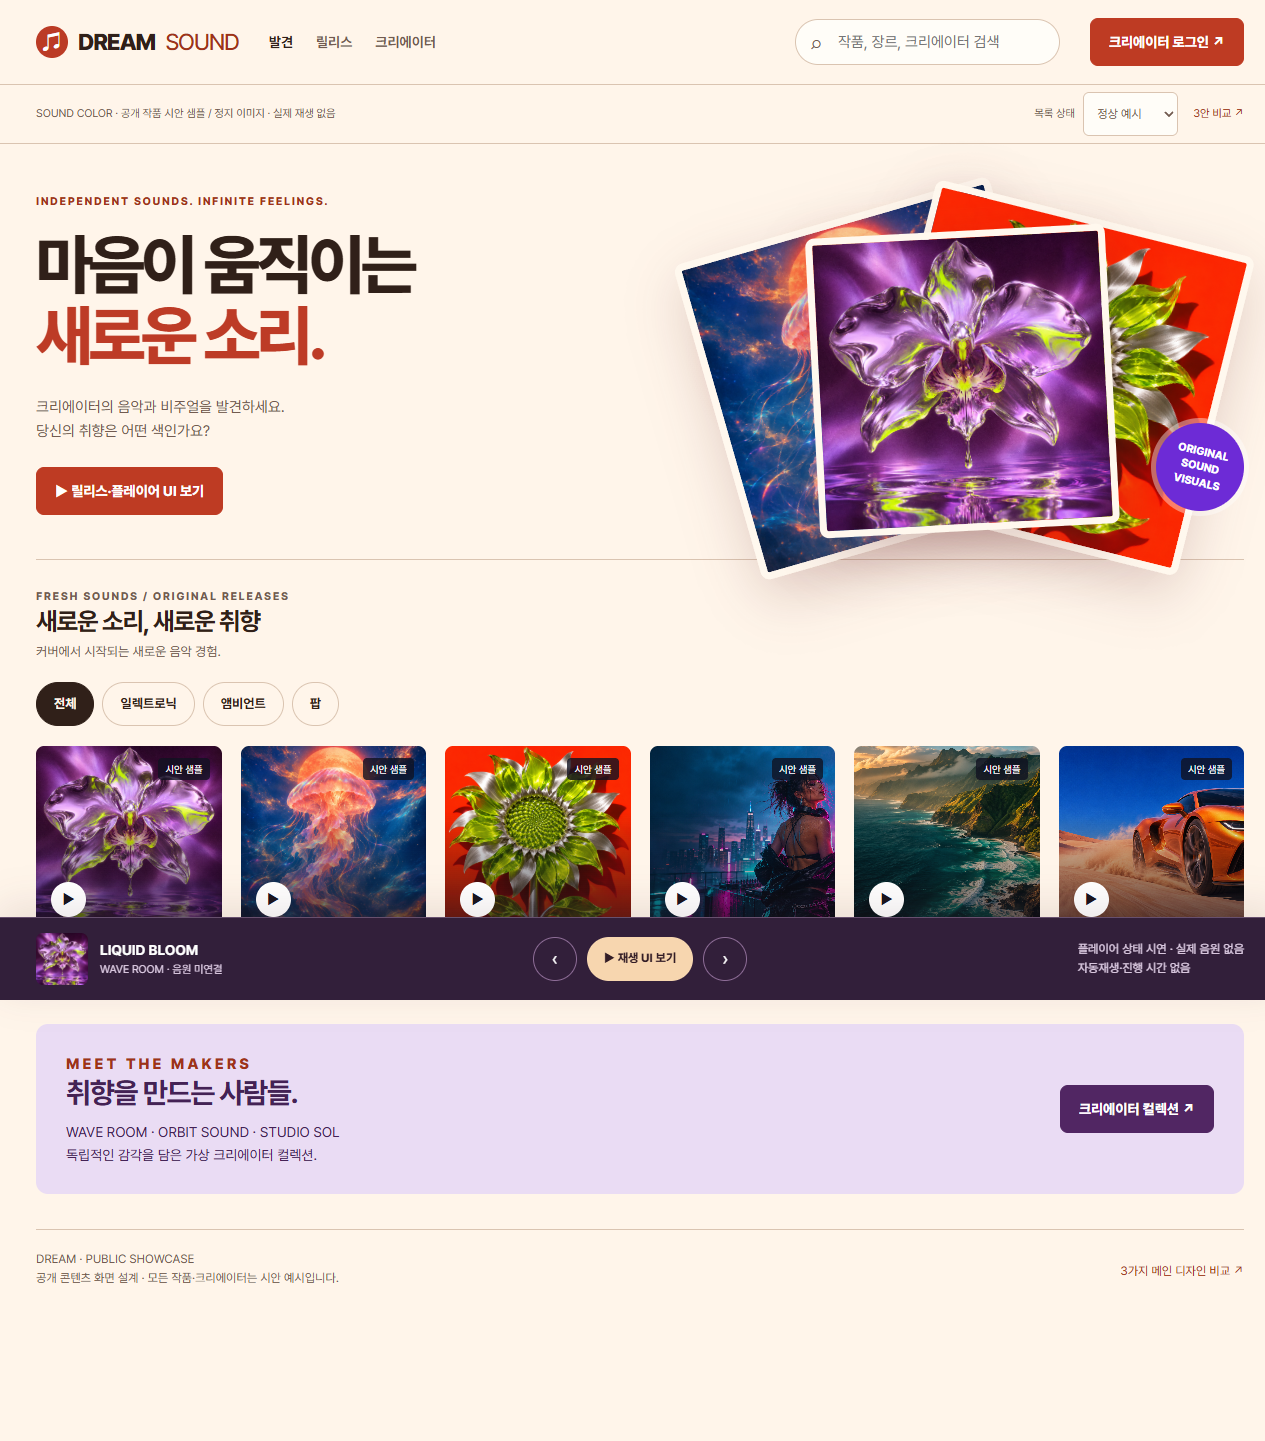 DREAM SOUND
발견
릴리스
크리에이터
작품, 장르, 크리에이터 검색
크리에이터 로그인 ↗
SOUND COLOR · 공개 작품 시안 샘플 / 정지 이미지 · 실제 재생 없음
목록 상태
정상 예시
3안 비교 ↗
INDEPENDENT SOUNDS. INFINITE FEELINGS.
마음이 움직이는
새로운 소리.
크리에이터의 음악과 비주얼을 발견하세요.
당신의 취향은 어떤 색인가요?
▶ 릴리스·플레이어 UI 보기
ORIGINAL
SOUND
VISUALS
FRESH SOUNDS / ORIGINAL RELEASES
새로운 소리, 새로운 취향
커버에서 시작되는 새로운 음악 경험.
전체
일렉트로닉
앰비언트
팝
시안 샘플
시안 샘플
시안 샘플
시안 샘플
시안 샘플
시안 샘플
LIQUID BLOOM
WAVE ROOM · 음원 미연결
‹
▶ 재생 UI 보기
›
플레이어 상태 시연 · 실제 음원 없음
자동재생·진행 시간 없음
MEET THE MAKERS
취향을 만드는 사람들.
WAVE ROOM · ORBIT SOUND · STUDIO SOL
독립적인 감각을 담은 가상 크리에이터 컬렉션.
크리에이터 컬렉션 ↗
DREAM · PUBLIC SHOWCASE
공개 콘텐츠 화면 설계 · 모든 작품·크리에이터는 시안 예시입니다.
3가지 메인 디자인 비교 ↗